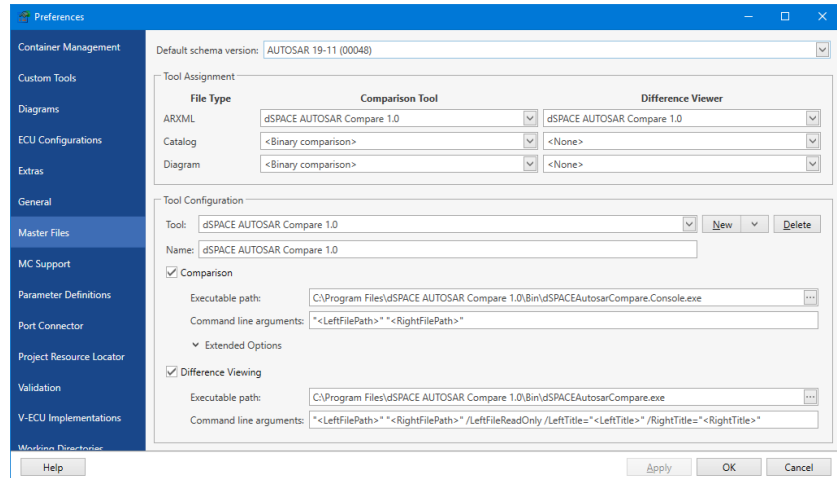 Preferences
Container Management
Custom Tools
Diagrams
ECU Configurations
Extras
General
Master Files
MC Support
Parameter Definitions
Port Connector
Project Resource Locator
Validation
V-ECU Implementations
Working Directories
Default schema version: AUTOSAR 19-11 (00048)
Tool Assignment
File Type Comparison Tool Difference Viewer
ARXML dSPACE AUTOSAR Compare 1.0 dSPACE AUTOSAR Compare 1.0
Catalog <Binary comparison> <None>
Diagram <Binary comparison> <None>
Tool Configuration
Tool: dSPACE AUTOSAR Compare 1.0 New Delete
Name: dSPACE AUTOSAR Compare 1.0
Comparison
Executable path: C:\Program Files\dSPACE AUTOSAR Compare 1.0\Bin\dSPACEAutosarCompare.Console.exe ...
Command line arguments: "<LeftFilePath>" "<RightFilePath>"
Extended Options
Difference Viewing
Executable path: C:\Program Files\dSPACE AUTOSAR Compare 1.0\Bin\dSPACEAutosarCompare.exe ...
Command line arguments: "<LeftFilePath>" "<RightFilePath>" /LeftFileReadOnly /LeftTitle="<LeftTitle>" /RightTitle="<RightTitle>"
Help Apply OK Cancel